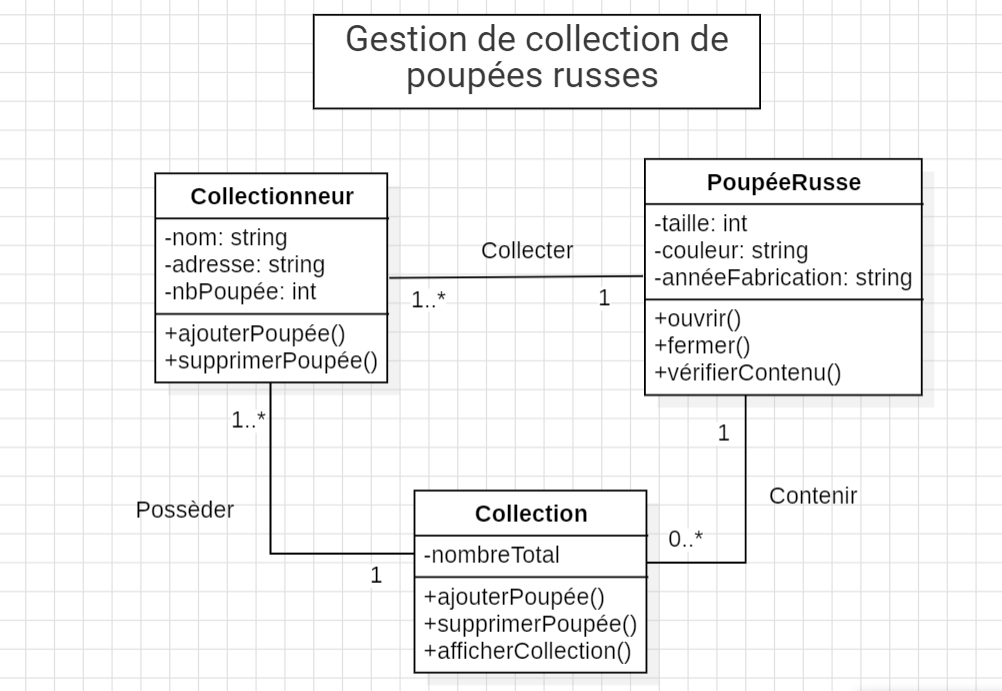 Gestion de collection de
poupées russes
Collectionneur
-nom: string
-adresse: string
-nbPoupée: int
+ajouterPoupée()
+supprimerPoupée()
Collecter
1..*
1
PoupéeRusse
-taille: int
-couleur: string
-annéeFabrication: string
+ouvrir()
+fermer()
+vérifierContenu()
1..*
Possèder
1
1
Contenir
0..*
Collection
-nombreTotal
+ajouterPoupée()
+supprimerPoupée()
+afficherCollection()